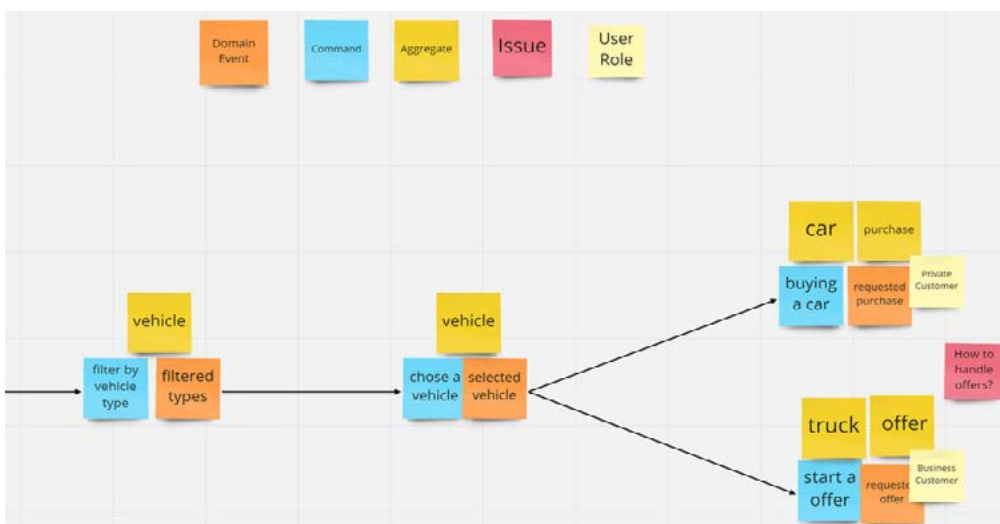 Domain
Event
Command
Aggregate
Issue
User
Role
car
purchase
buying
a car
requested
purchase
Private
Customer
vehicle
vehicle
filter by
vehicle
type
filtered
types
chose a
vehicle
selected
vehicle
How to
handle
offers?
truck
offer
start a
offer
requested
offer
Business
Customer